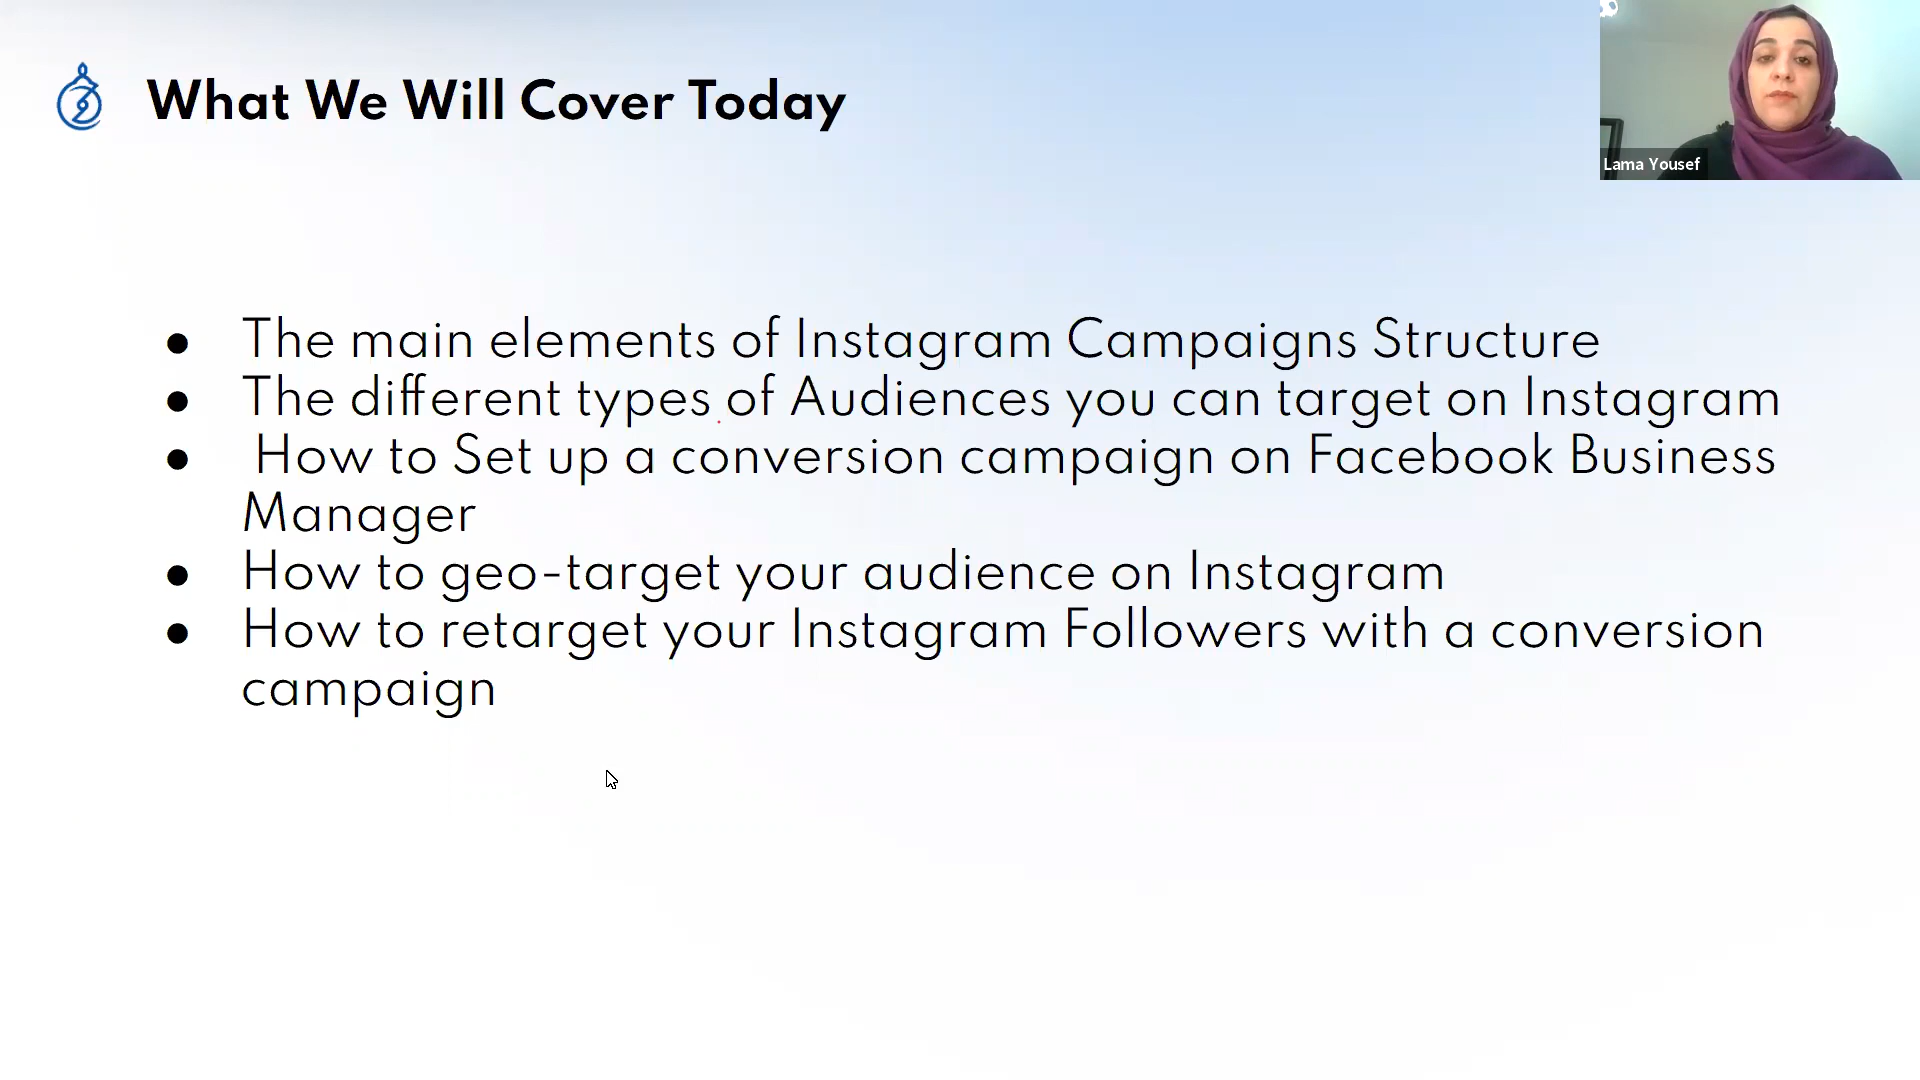 What We Will Cover Today
Lama Yousef
● The main elements of Instagram Campaigns Structure
● The different types of Audiences you can target on Instagram
● How to Set up a conversion campaign on Facebook Business
Manager
● How to geo-target your audience on Instagram
● How to retarget your Instagram Followers with a conversion
campaign